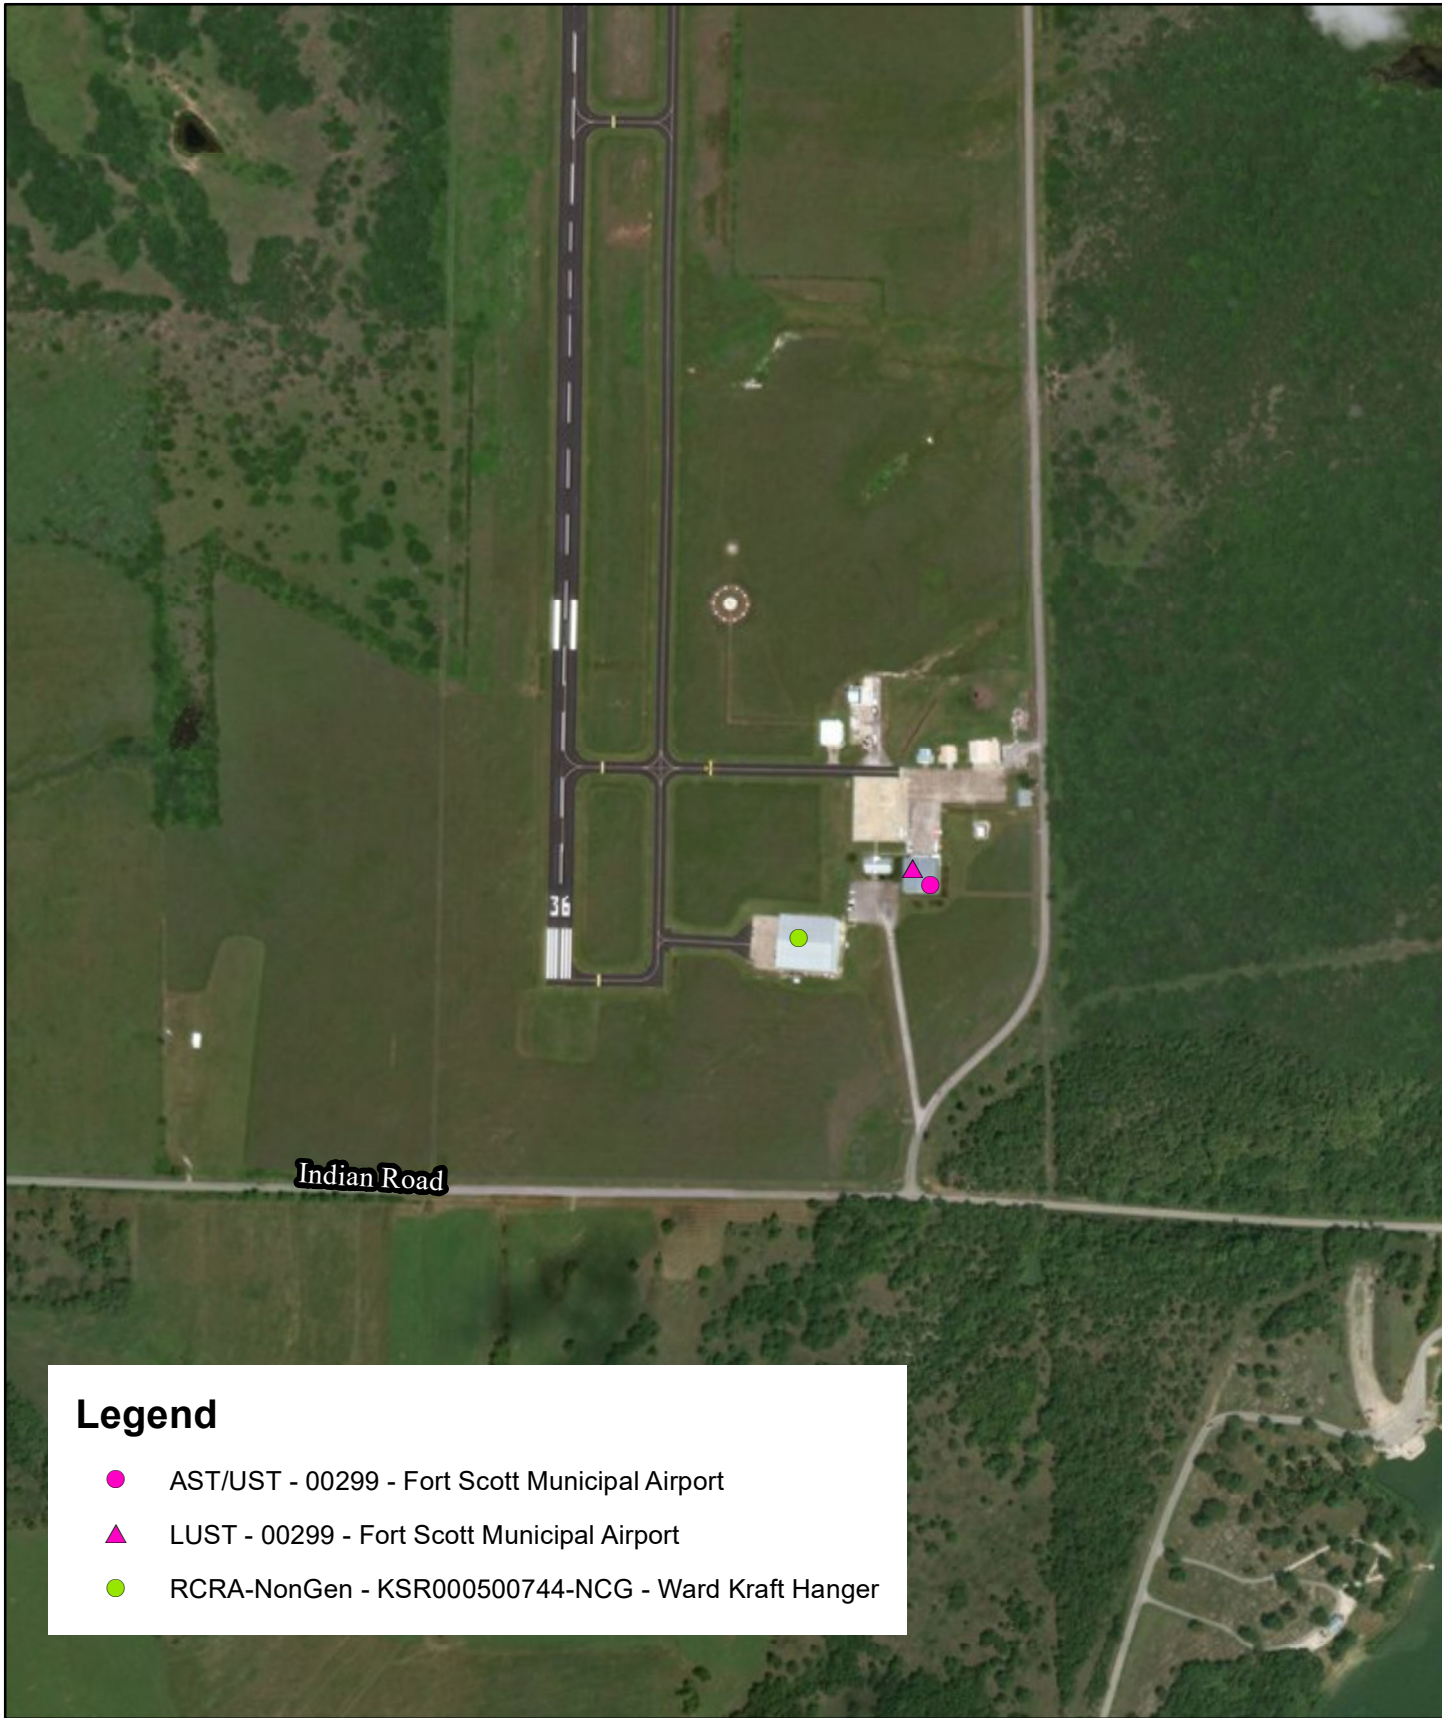 36
Indian Road
Legend
AST/UST - 00299 - Fort Scott Municipal Airport
LUST - 00299 - Fort Scott Municipal Airport
RCRA-NonGen - KSR000500744-NCG - Ward Kraft Hanger